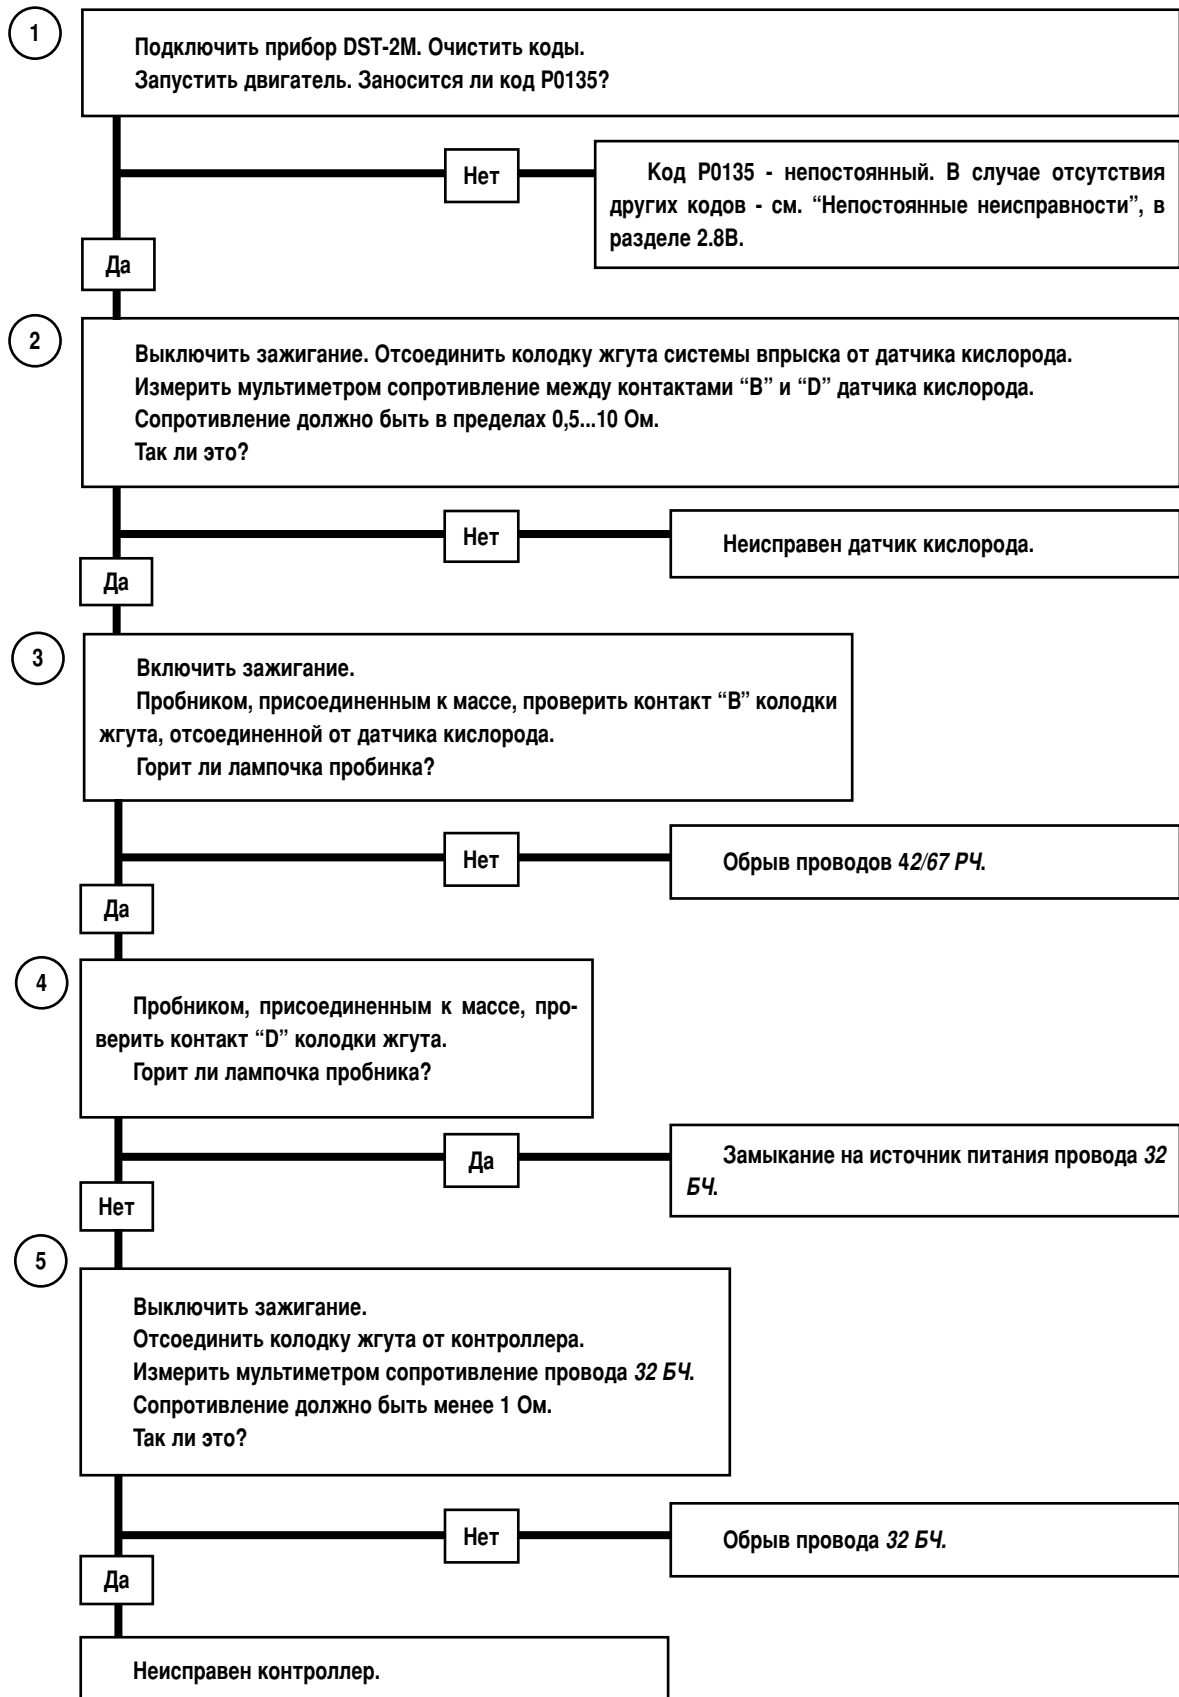 1
Подключить прибор DST-2M. Очистить коды.
Запустить двигатель. Заносится ли код Р0135?
Нет
Код Р0135 - непостоянный. В случае отсутствия
других кодов - см. “Непостоянные неисправности”, в
разделе 2.8В.
Да
2
Выключить зажигание. Отсоединить колодку жгута системы впрыска от датчика кислорода.
Измерить мультиметром сопротивление между контактами “B” и “D” датчика кислорода.
Сопротивление должно быть в пределах 0,5...10 Ом.
Так ли это?
Нет
Неисправен датчик кислорода.
Да
3
Включить зажигание.
Пробником, присоединенным к массе, проверить контакт “B” колодки
жгута, отсоединенной от датчика кислорода.
Горит ли лампочка пробинка?
Нет
Обрыв проводов 42/67 РЧ.
Да
4
Пробником, присоединенным к массе, про-
верить контакт “D” колодки жгута.
Горит ли лампочка пробника?
Да
Замыкание на источник питания провода 32
БЧ.
Нет
5
Выключить зажигание.
Отсоединить колодку жгута от контроллера.
Измерить мультиметром сопротивление провода 32 БЧ.
Сопротивление должно быть менее 1 Ом.
Так ли это?
Нет
Обрыв провода 32 БЧ.
Да
Неисправен контроллер.